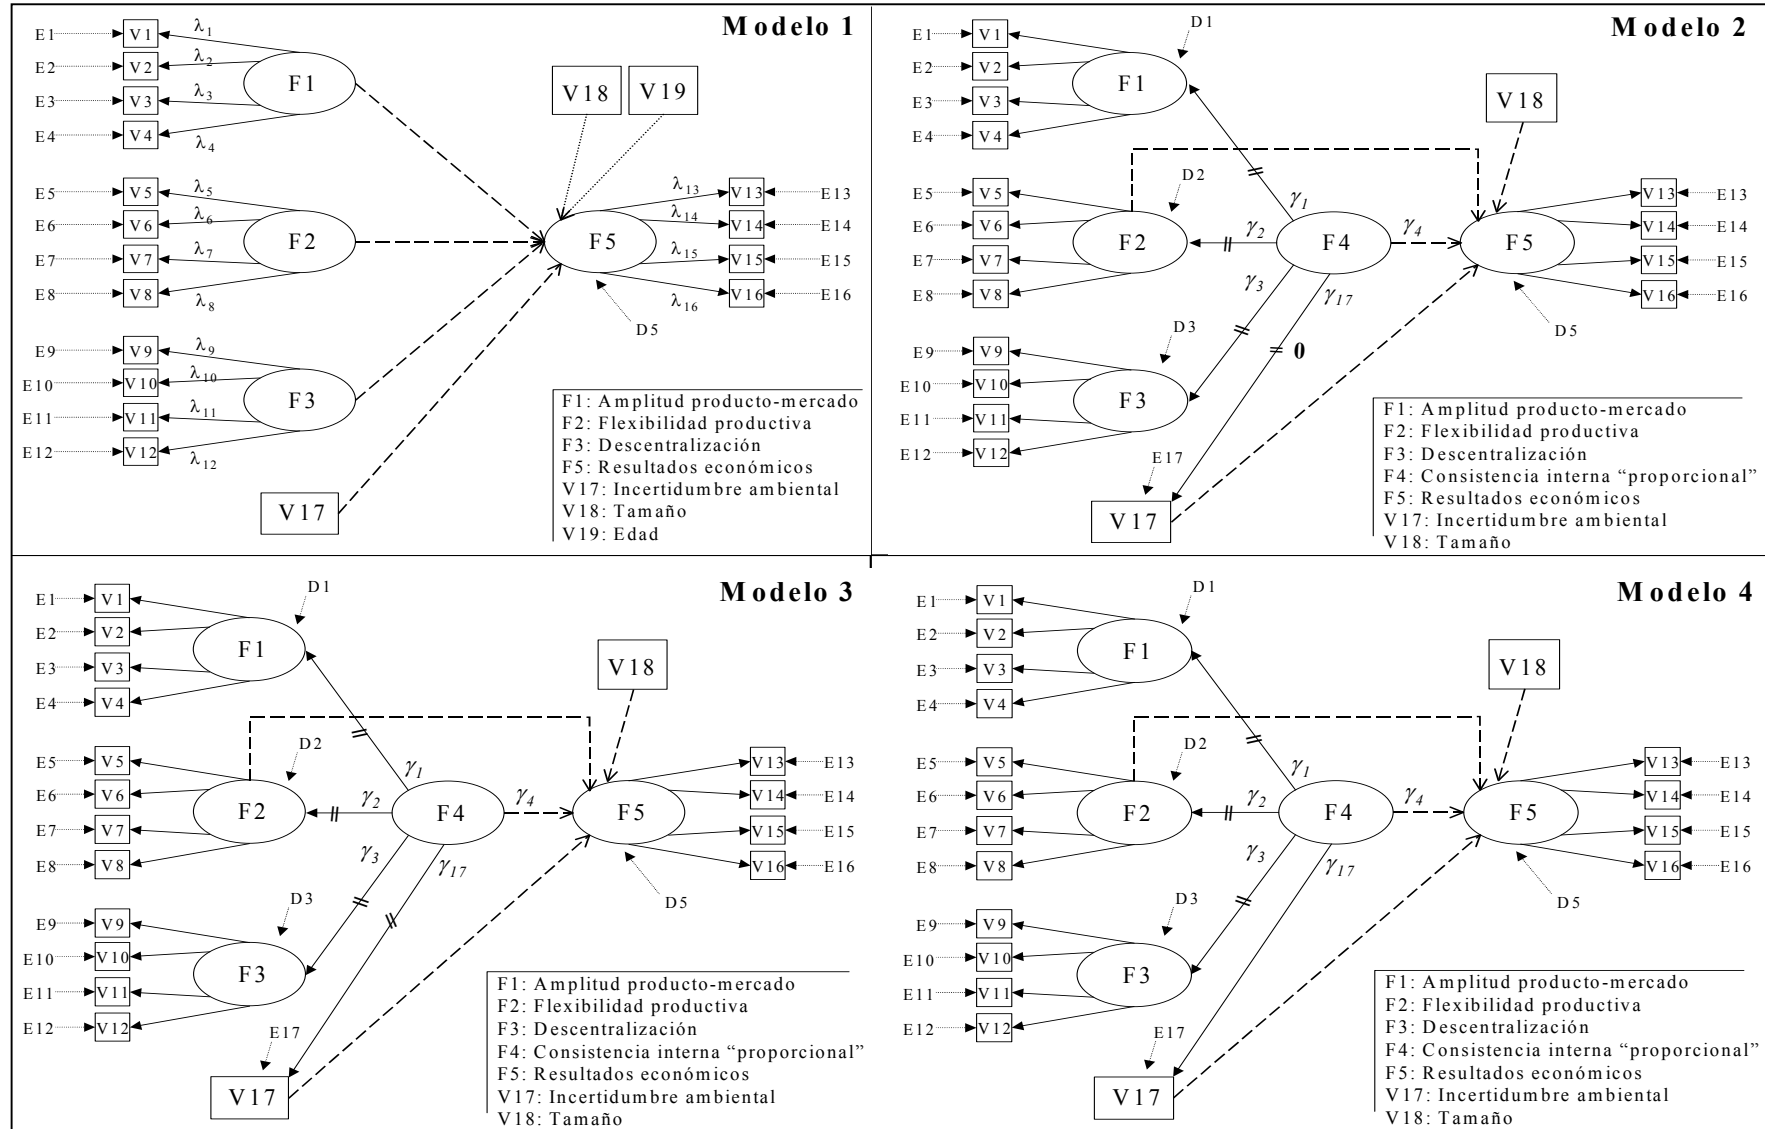 Modelo 1
E1 V1 λ1
E2 V2 λ2
E3 V3 λ3
E4 V4 λ4
F1
V18 V19
E5 V5 λ5
E6 V6 λ6
E7 V7 λ7
E8 V8 λ8
F2
F5
λ13 V13 E13
λ14 V14 E14
λ15 V15 E15
λ16 V16 E16
D5
E9 V9 λ9
E10 V10 λ10
E11 V11 λ11
E12 V12 λ12
F3
V17
F1: Amplitud producto-mercado
F2: Flexibilidad productiva
F3: Descentralización
F5: Resultados económicos
V17: Incertidumbre ambiental
V18: Tamaño
V19: Edad
Modelo 2
D1
E1 V1
E2 V2
E3 V3
E4 V4
F1
V18
D2
E5 V5
E6 V6
E7 V7
E8 V8
F2
γ1
γ2
F4
γ4
F5
γ3
γ17
V13 E13
V14 E14
V15 E15
V16 E16
D5
= 0
D3
E9 V9
E10 V10
E11 V11
E12 V12
F3
E17
V17
F1: Amplitud producto-mercado
F2: Flexibilidad productiva
F3: Descentralización
F4: Consistencia interna “proporcional”
F5: Resultados económicos
V17: Incertidumbre ambiental
V18: Tamaño
Modelo 3
D1
E1 V1
E2 V2
E3 V3
E4 V4
F1
V18
D2
E5 V5
E6 V6
E7 V7
E8 V8
F2
γ1
γ2
F4
γ4
F5
γ3
γ17
V13 E13
V14 E14
V15 E15
V16 E16
D5
D3
E9 V9
E10 V10
E11 V11
E12 V12
F3
E17
V17
F1: Amplitud producto-mercado
F2: Flexibilidad productiva
F3: Descentralización
F4: Consistencia interna “proporcional”
F5: Resultados económicos
V17: Incertidumbre ambiental
V18: Tamaño
Modelo 4
D1
E1 V1
E2 V2
E3 V3
E4 V4
F1
V18
D2
E5 V5
E6 V6
E7 V7
E8 V8
F2
γ1
γ2
F4
γ4
F5
γ3
γ17
V13 E13
V14 E14
V15 E15
V16 E16
D5
D3
E9 V9
E10 V10
E11 V11
E12 V12
F3
E17
V17
F1: Amplitud producto-mercado
F2: Flexibilidad productiva
F3: Descentralización
F4: Consistencia interna “proporcional”
F5: Resultados económicos
V17: Incertidumbre ambiental
V18: Tamaño